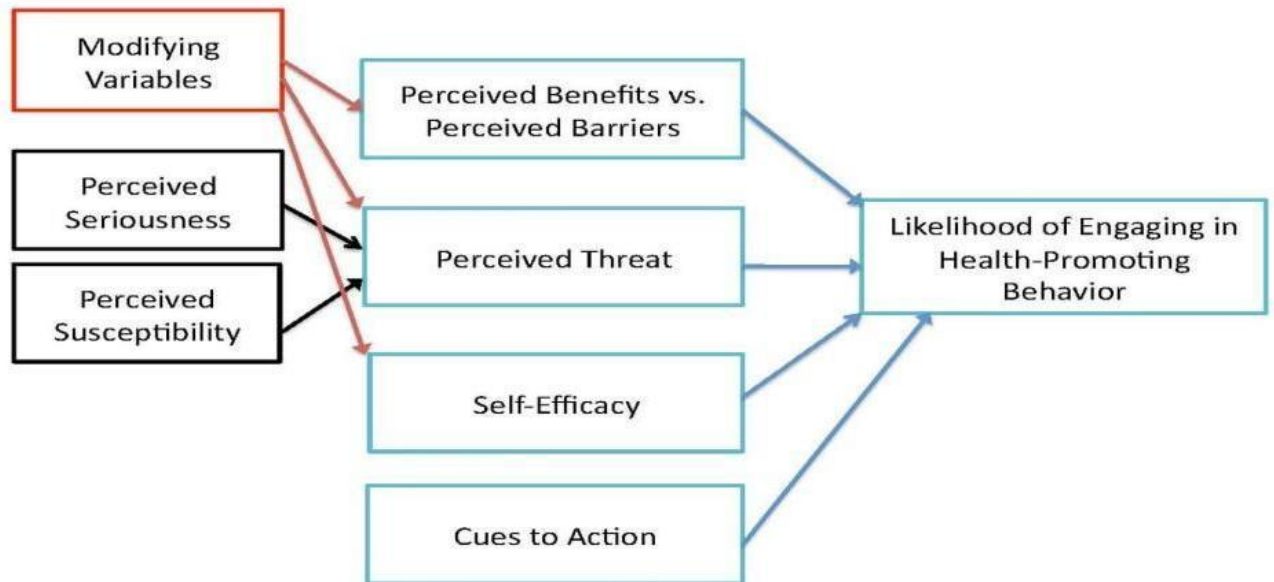 Modifying
Variables
Perceived
Seriousness
Perceived
Susceptibility
Perceived Benefits vs.
Perceived Barriers
Perceived Threat
Self-Efficacy
Cues to Action
Likelihood of Engaging in
Health-Promoting
Behavior